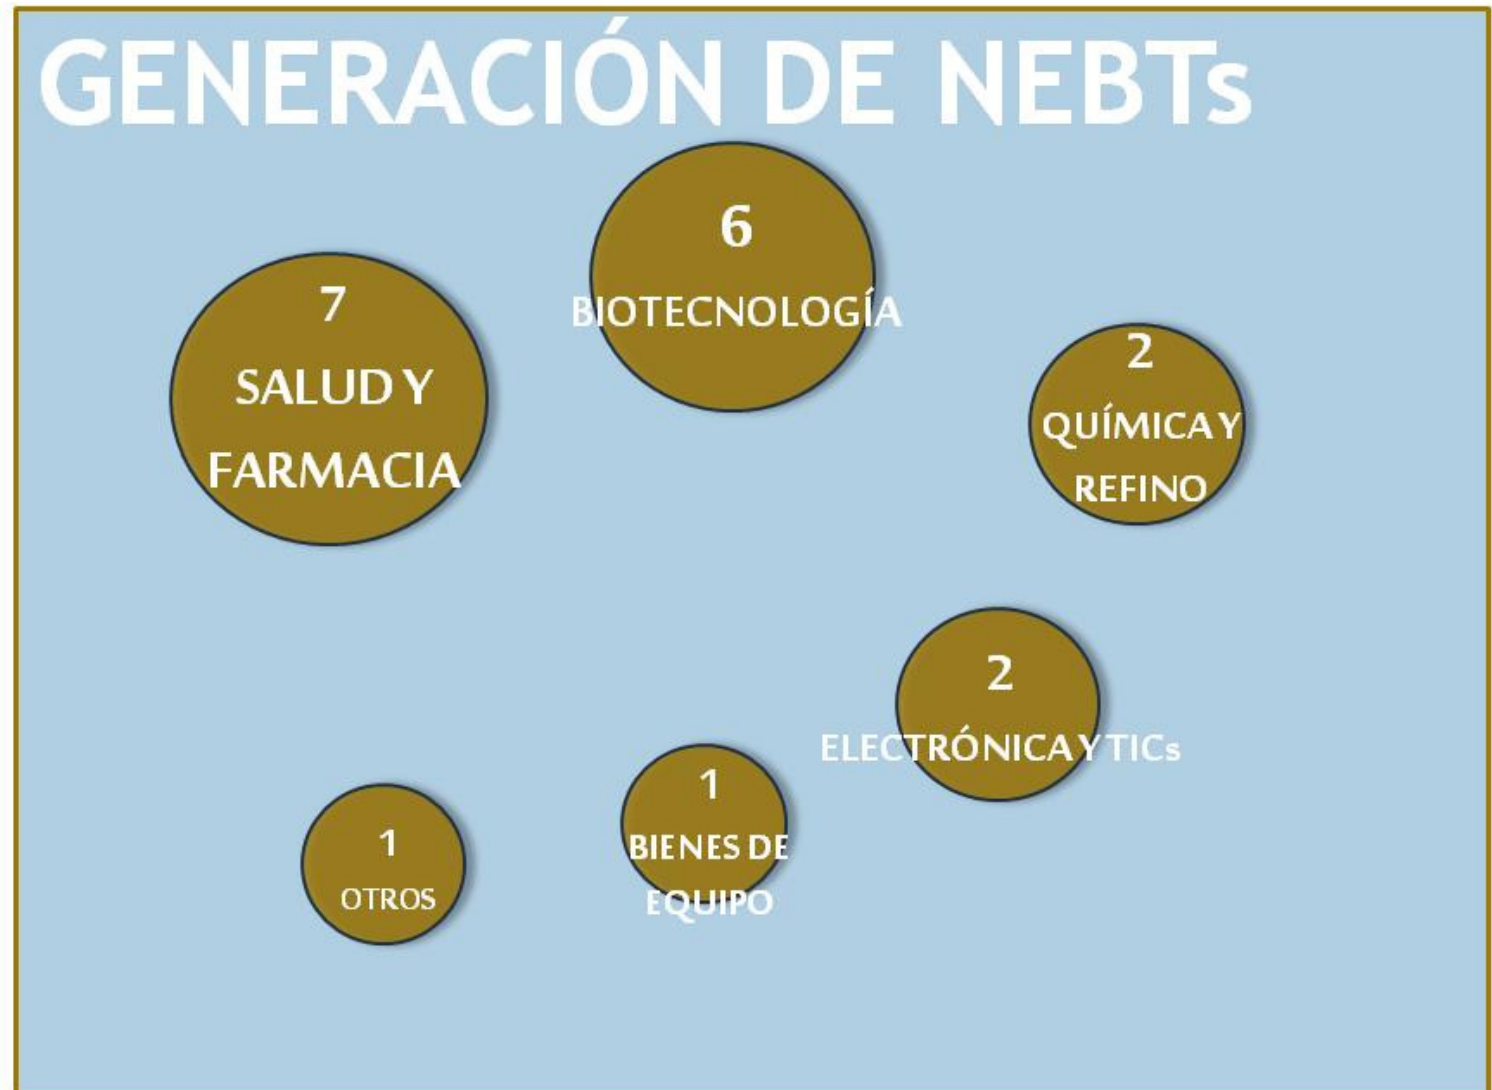 GENERACIÓN DE NEBTs
6
BIOTECNOLOGÍA
7
SALUD Y
FARMACIA
2
QUÍMICA Y
REFINO
2
ELECTRÓNICA Y TICs
1
BIENES DE
EQUIPO
1
OTROS